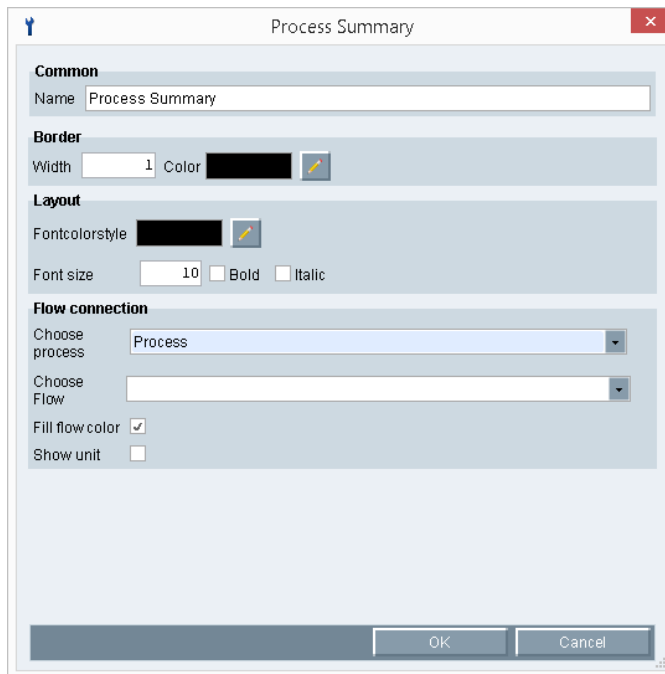 Process Summary
Common
Name Process Summary
Border
Width 1 Color
Layout
Fontcolorstyle
Font size 10 Bold Italic
Flow connection
Choose
process
Process
Choose
Flow
Fill flow color
Show unit
OK Cancel